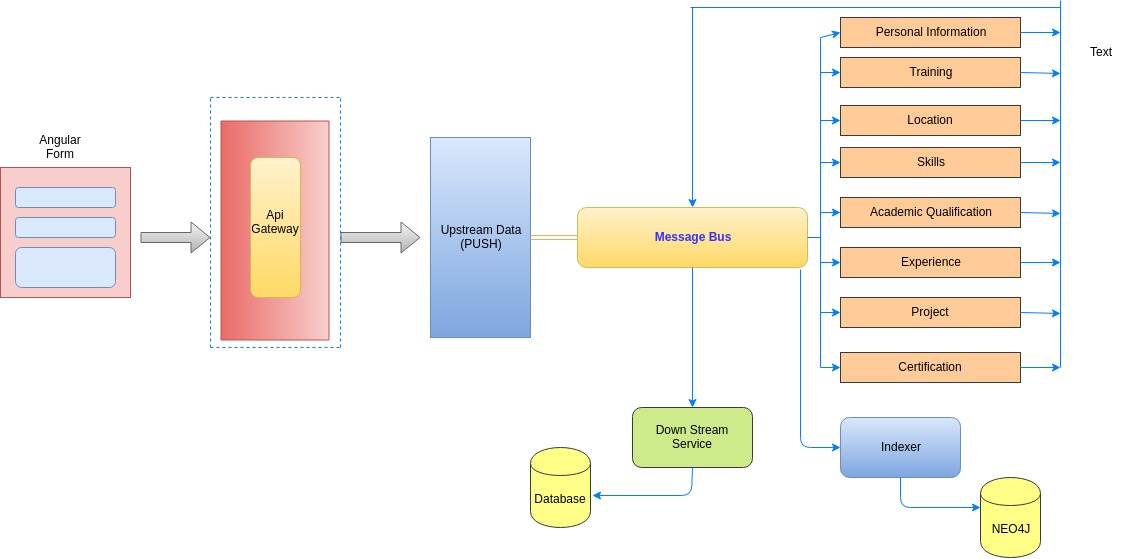 Angular
Form
Api
Gateway
Upstream Data
(PUSH)
Message Bus
Personal Information
Training
Location
Skills
Academic Qualification
Experience
Project
Certification
Text
Down Stream
Service
Database
Indexer
NEO4J